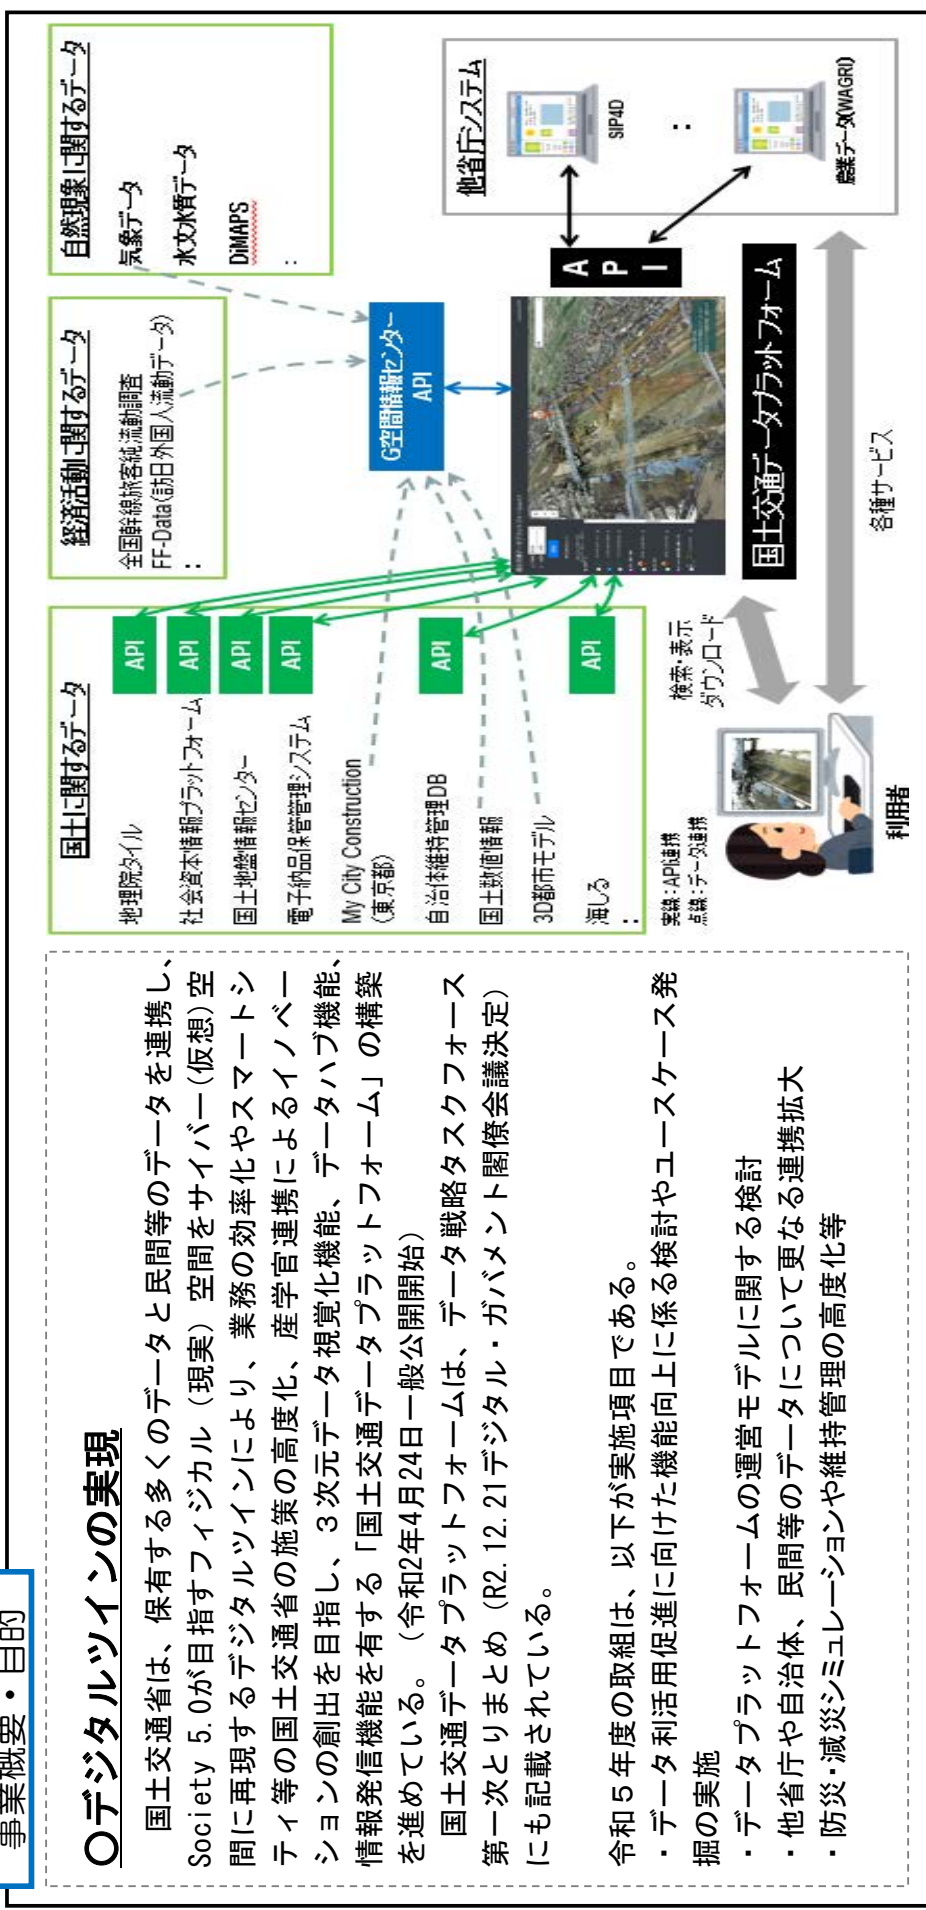 事業概要・目的
〇デジタルツインの実現
国土交通省は、保有する多くのデータと民間等のデータを連携し、
Society 5.0が目指すフィジカル（現実）空間をサイバー(仮想)空
間に再現するデジタルツインにより、業務の効率化やスマートシ
ティ等の国土交通省の施策の高度化、産学官連携によるイノベー
ションの創出を目指し、３次元データ視覚化機能、データハブ機能、
情報発信機能を有する「国土交通データプラットフォーム」の構築
を進めている。（令和2年4月24日一般公開開始）
国土交通データプラットフォームは、データ戦略タスクフォース
第一次とりまとめ（R2.12.21デジタル・ガバメント閣僚会議決定）
にも記載されている。
令和５年度の取組は、以下が実施項目である。
・データ利活用促進に向けた機能向上に係る検討やユースケース発
掘の実施
・データプラットフォームの運営モデルに関する検討
・他省庁や自治体、民間等のデータについて更なる連携拡大
・防災・減災シミュレーションや維持管理の高度化等
国土に関するデータ
地理院タイル
API
社会資本情報プラットフォーム
API
国土地盤情報センター
API
電子納品保管管理システム
API
My City Construction
（東京都）
自治体維持管理DB
API
国土数値情報
3D都市モデル
海しる
API
：
実線：API連携
点線：データ連携
経済活動に関するデータ
全国幹線旅客純流動調査
FF-Data(訪日外国人流動データ)
：
自然現象に関するデータ
気象データ
水文水質データ
DiMAPS
：
G空間情報センター
API
API
国土交通データプラットフォーム
他省庁システム
SIP4D
：
農業データ(WAGRI)
検索・表示
ダウンロード
各種サービス
利用者